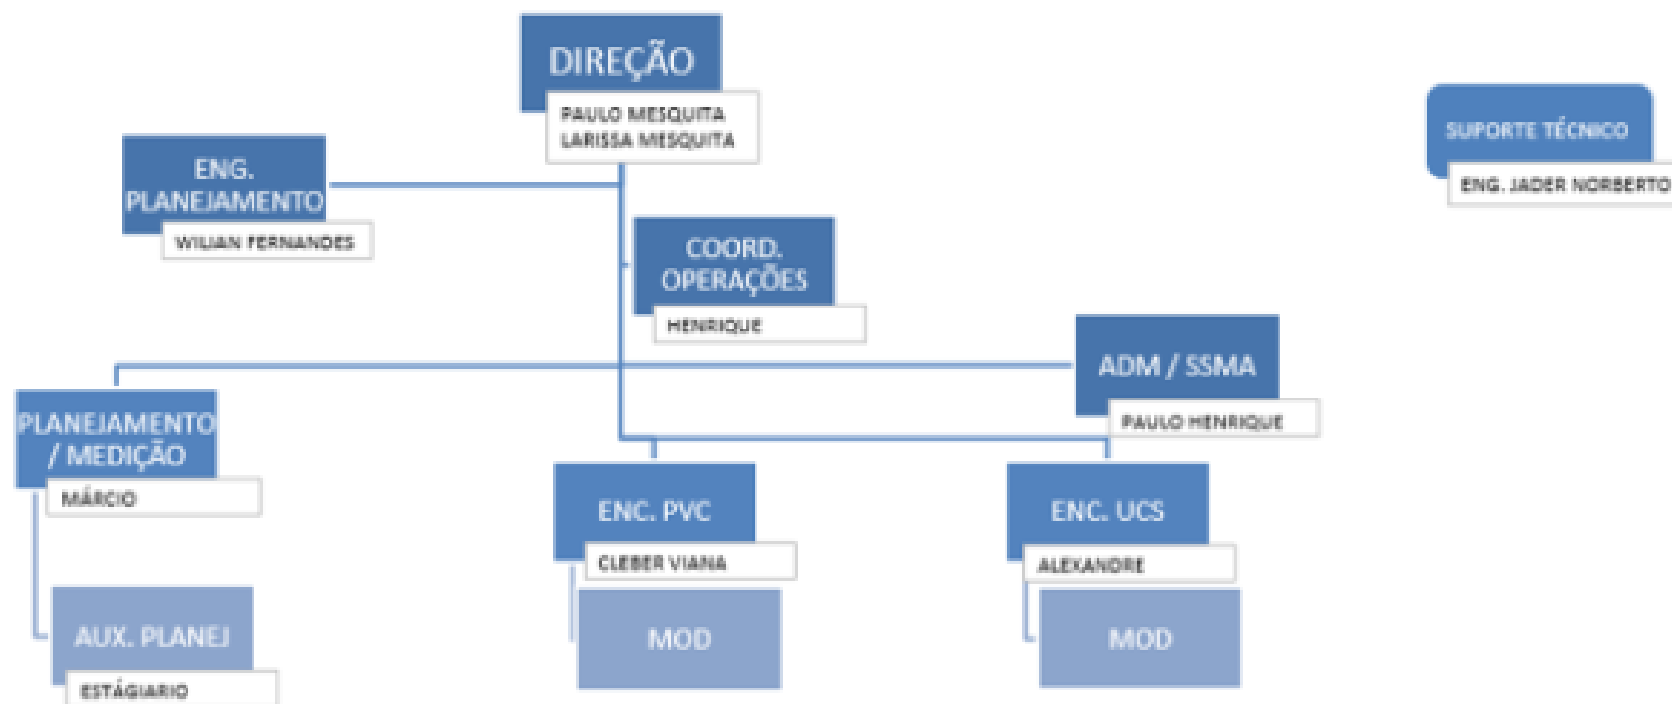 DIREÇÃO
PAULO MESQUITA
LARISSA MESQUITA
SUPORTE TÉCNICO
ENG. JADER NORBERTO
ENG.
PLANEJAMENTO
WILIAN FERNANDES
COORD.
OPERAÇÕES
HENRIQUE
ADM / SSMA
PAULO HENRIQUE
PLANEJAMENTO
/ MEDIÇÃO
MÁRCIO
ENC. PVC
CLEBER VIANA
ENC. UCS
ALEXANDRE
AUX. PLANEJ
ESTÁGIARIO
MOD
MOD